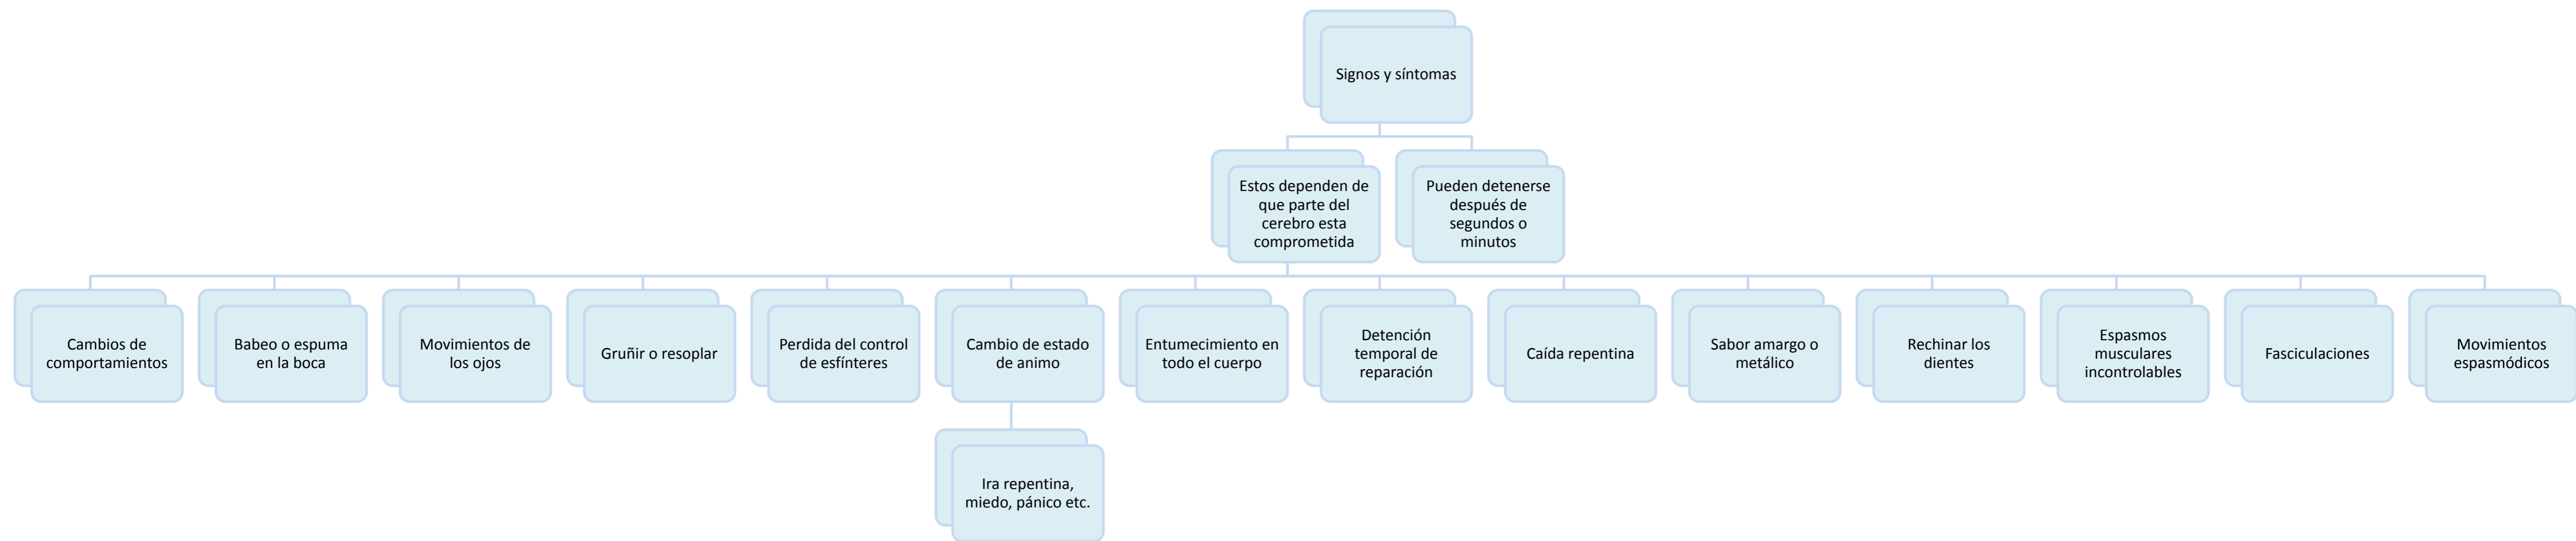 Signos y síntomas
Estos dependen de
que parte del
cerebro esta
comprometida
Pueden detenerse
después de
segundos o
minutos
Cambios de
comportamientos
Babeo o espuma
en la boca
Movimientos de
los ojos
Gruñir o resoplar
Perdida del control
de esfínteres
Cambio de estado
de animo
Entumecimiento en
todo el cuerpo
Detención
temporal de
reparación
Caída repentina
Sabor amargo o
metálico
Rechinar los
dientes
Espasmos
musculares
incontrolables
Fasciculaciones
Movimientos
espasmódicos
Ira repentina,
miedo, pánico etc.